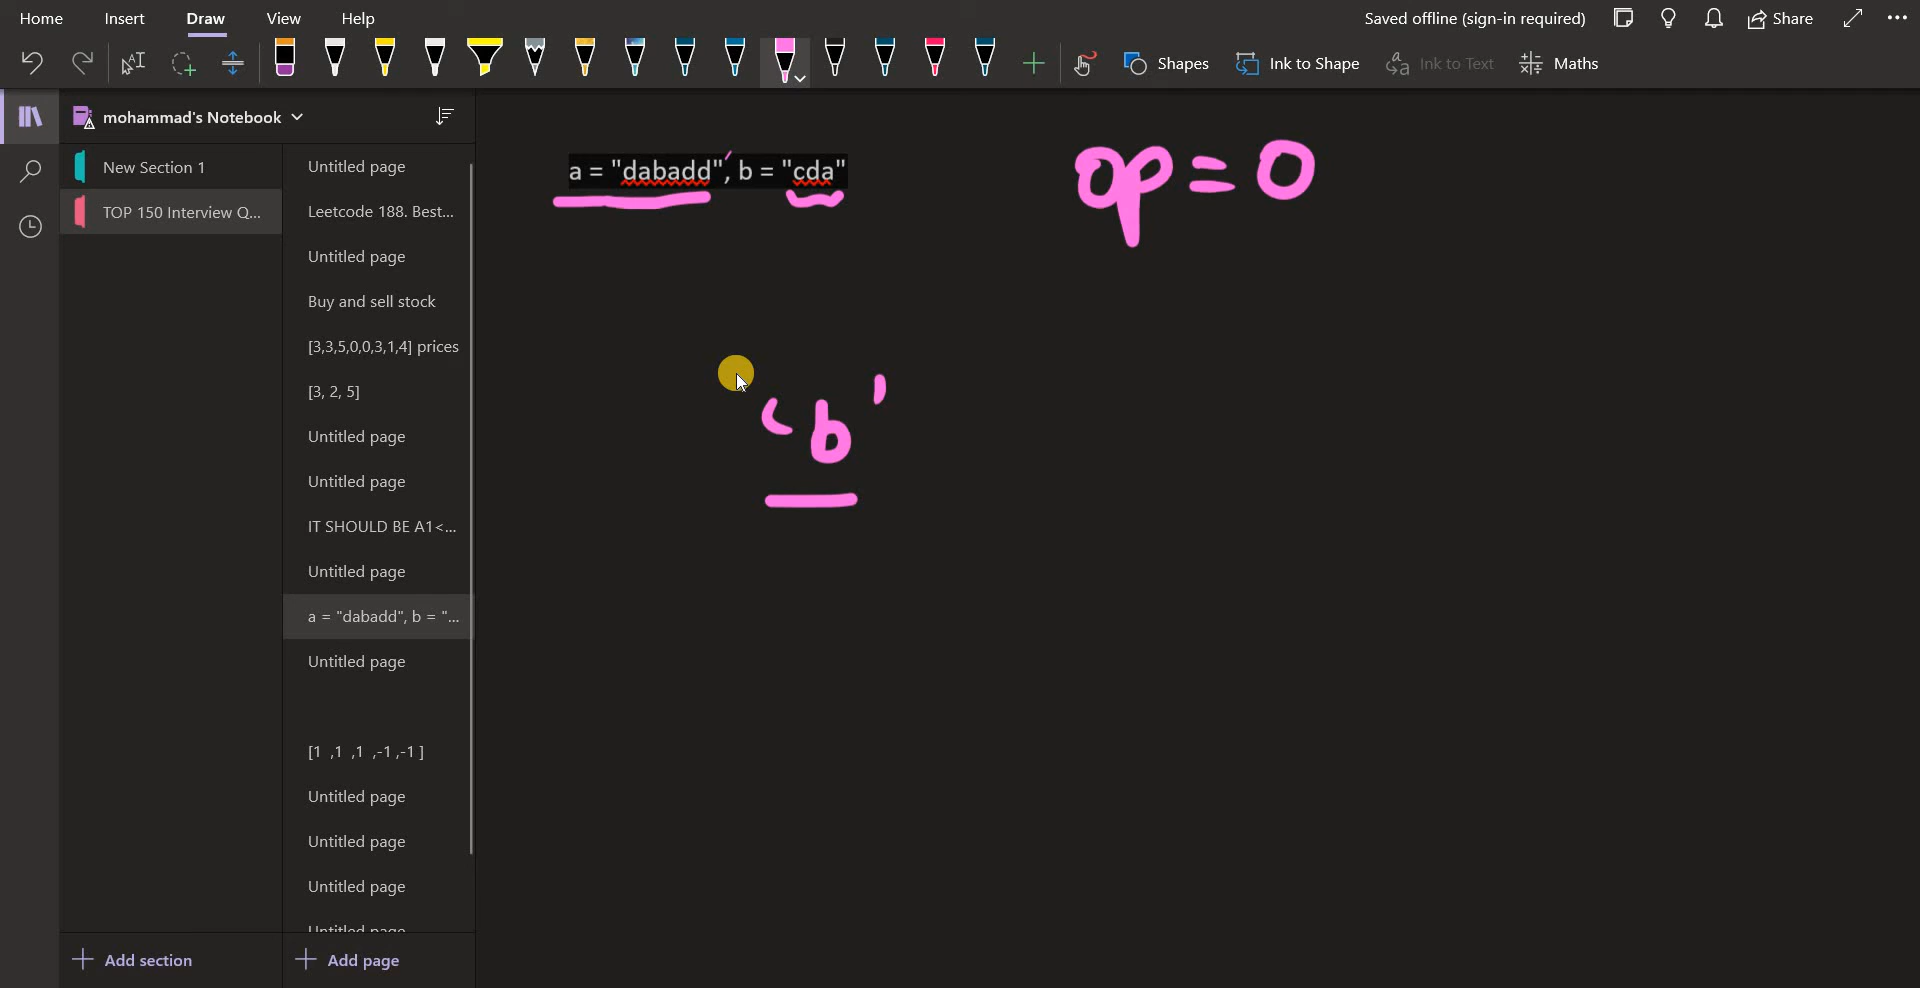 Home Insert Draw View Help Saved offline (sign-in required) Share
Shapes Ink to Shape Ink to Text Maths
mohammad's Notebook
New Section 1
TOP 150 Interview Q...
Untitled page
Leetcode 188. Best...
Untitled page
Buy and sell stock
[3,3,5,0,0,3,1,4] prices
[3, 2, 5]
Untitled page
Untitled page
IT SHOULD BE A1<...
Untitled page
a = "dabadd", b = "...
Untitled page
[1 ,1 ,1 ,-1 ,-1 ]
Untitled page
Untitled page
Untitled page
Untitled page
Add section
Add page
a = "dabadd", b = "cda"
op = 0
'b'